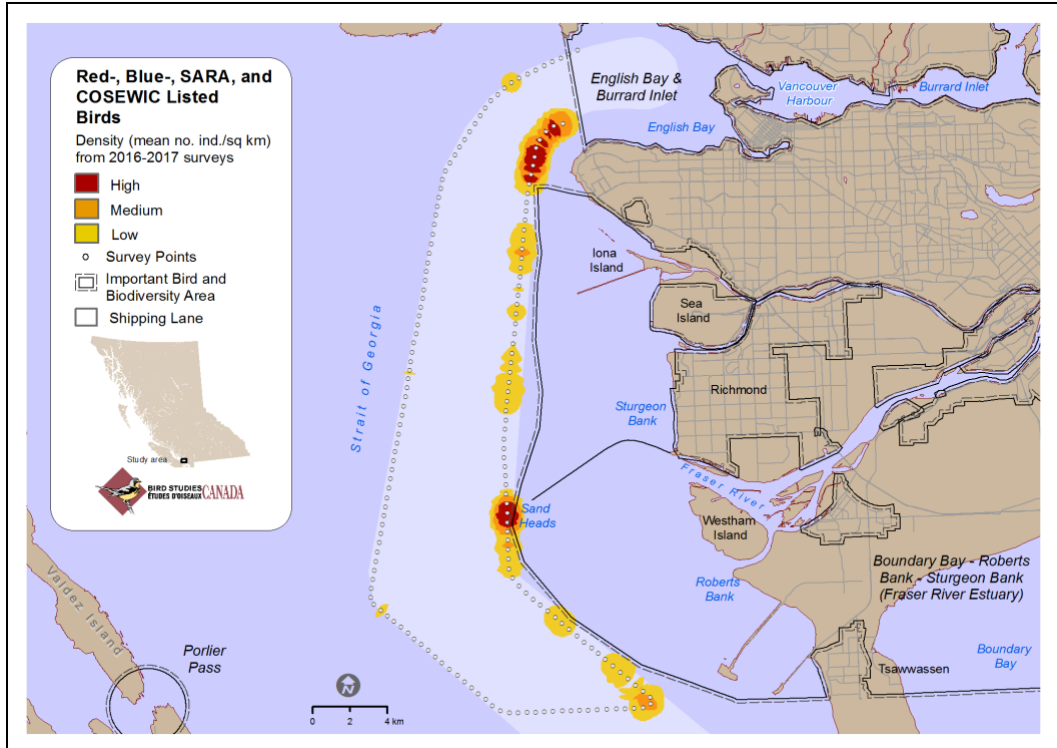 Red-, Blue-, SARA, and
COSEWIC Listed
Birds
Density (mean no. ind./sq km)
from 2016-2017 surveys
High
Medium
Low
Survey Points
Important Bird and
Biodiversity Area
Shipping Lane
Study area
BIRD STUDIES
ÉTUDES D'OISEAUX
CANADA
English Bay &
Burrard Inlet
Vancouver
Harbour
Burrard Inlet
English Bay
Iona
Island
Sea
Island
Strait of Georgia
Richmond
Sturgeon
Bank
Fraser River
Sand
Heads
Westham
Island
Roberts
Bank
Boundary Bay - Roberts
Bank - Sturgeon Bank
(Fraser River Estuary)
Valdez Island
Porlier
Pass
Boundary
Bay
Tsawwassen
N
0 2 4 km